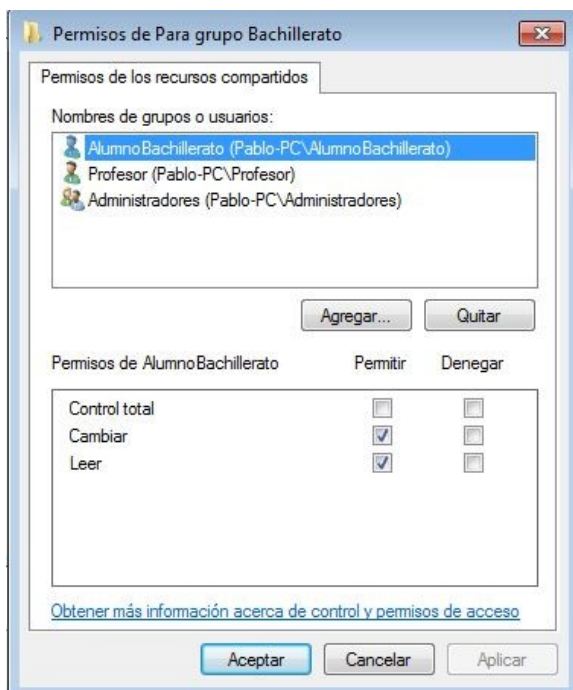 Permisos de Para grupo Bachillerato
Permisos de los recursos compartidos
Nombres de grupos o usuarios:
AlumnoBachillerato (Pablo-PC\AlumnoBachillerato)
Profesor (Pablo-PC\Profesor)
Administradores (Pablo-PC\Administradores)
Agregar... Quitar
Permisos de AlumnoBachillerato Permitir Denegar
Control total
Cambiar
Leer
Obtener más información acerca de control y permisos de acceso
Aceptar Cancelar Aplicar